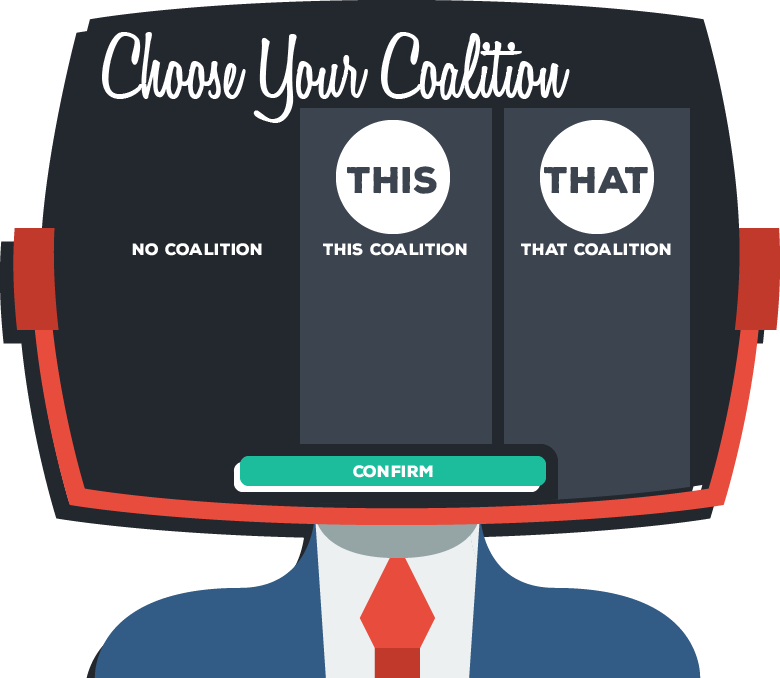 Choose Your Coalition
THIS
THAT
NO COALITION
THIS COALITION
THAT COALITION
CONFIRM